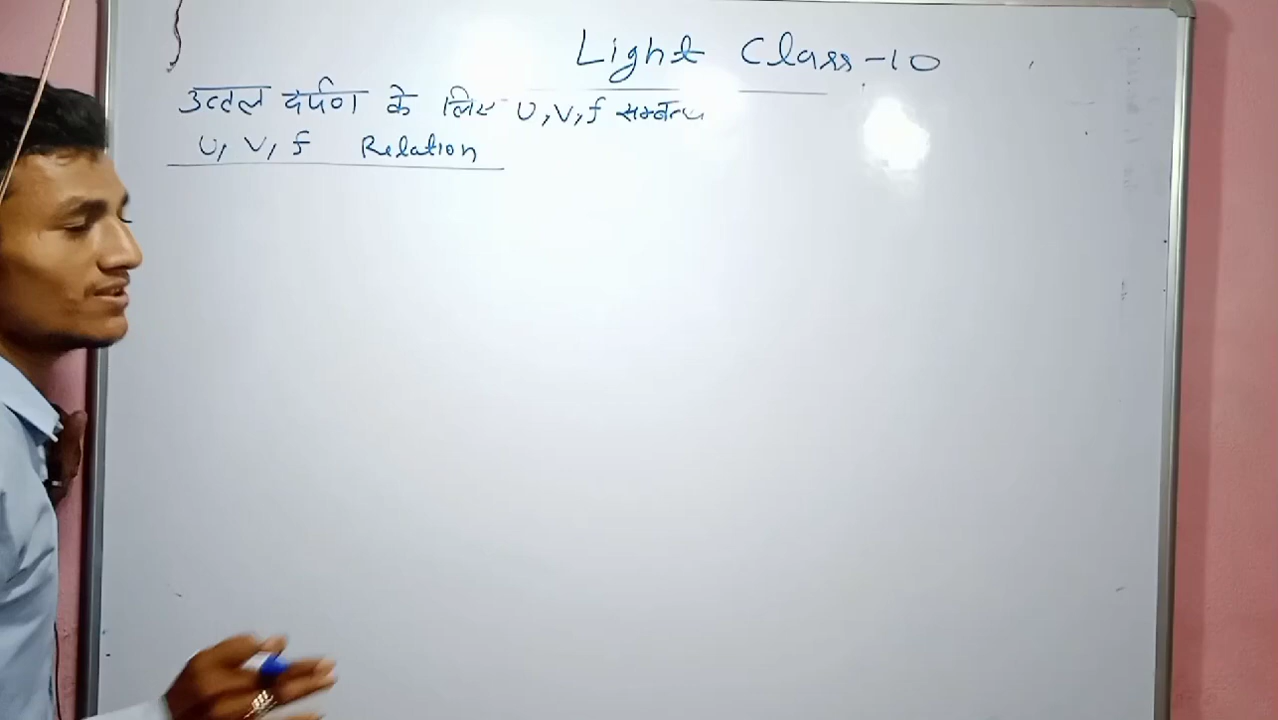 Light Class-10
उत्तल दर्पण के लिए U,V,f सम्बन्ध
U, V, f Relation